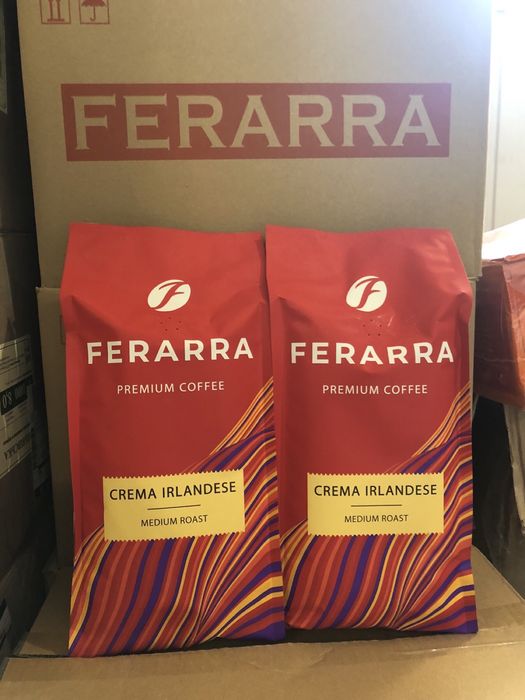 FERARRA
FERARRA
PREMIUM COFFEE
CREMA IRLANDESE
MEDIUM ROAST
FERARRA
PREMIUM COFFEE
CREMA IRLANDESE
MEDIUM ROAST